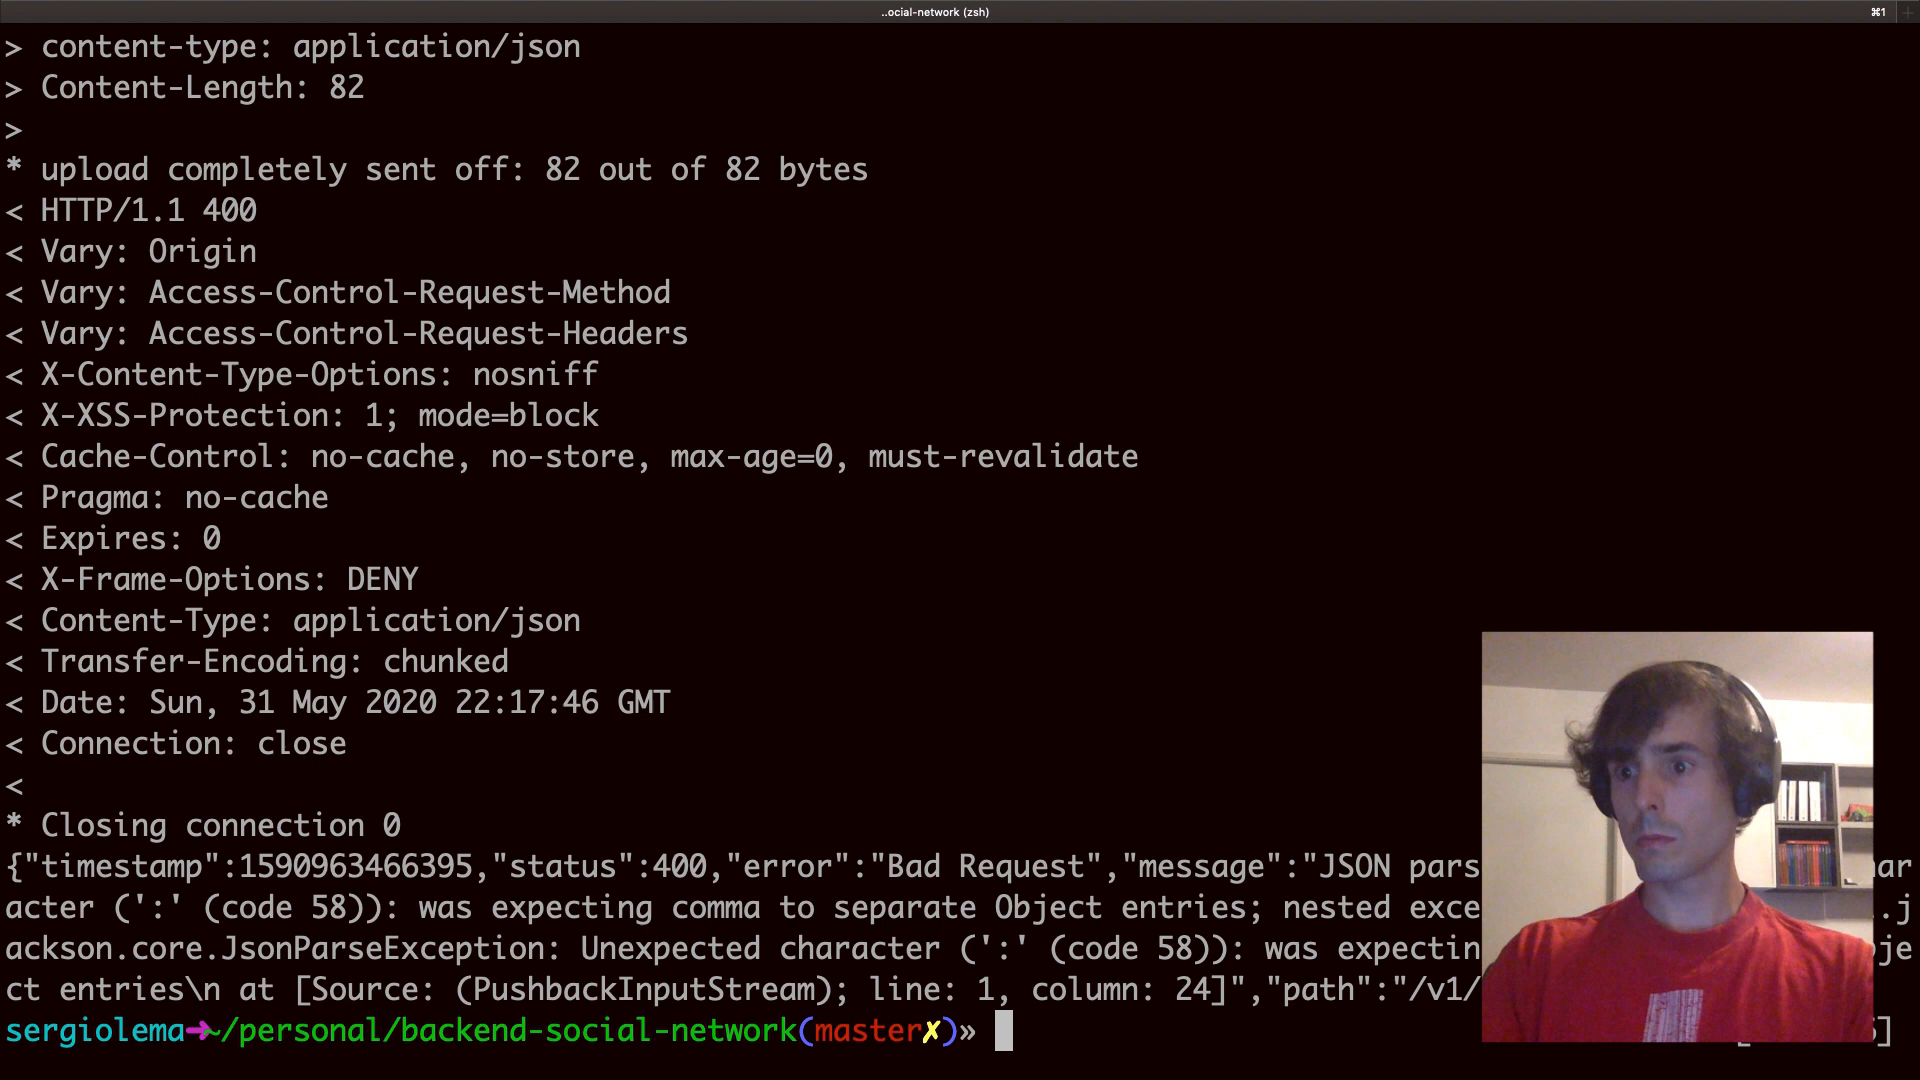 ..ocial-network (zsh)
⌘1
> content-type: application/json
> Content-Length: 82
>
* upload completely sent off: 82 out of 82 bytes
< HTTP/1.1 400
< Vary: Origin
< Vary: Access-Control-Request-Method
< Vary: Access-Control-Request-Headers
< X-Content-Type-Options: nosniff
< X-XSS-Protection: 1; mode=block
< Cache-Control: no-cache, no-store, max-age=0, must-revalidate
< Pragma: no-cache
< Expires: 0
< X-Frame-Options: DENY
< Content-Type: application/json
< Transfer-Encoding: chunked
< Date: Sun, 31 May 2020 22:17:46 GMT
< Connection: close
<
* Closing connection 0
{"timestamp":1590963466395,"status":400,"error":"Bad Request","message":"JSON pars ar
acter (':' (code 58)): was expecting comma to separate Object entries; nested exce .j
ackson.core.JsonParseException: Unexpected character (':' (code 58)): was expectin je
ct entries\n at [Source: (PushbackInputStream); line: 1, column: 24]","path":"/v1/
sergiolema➜~/personal/backend-social-network(master✗)»